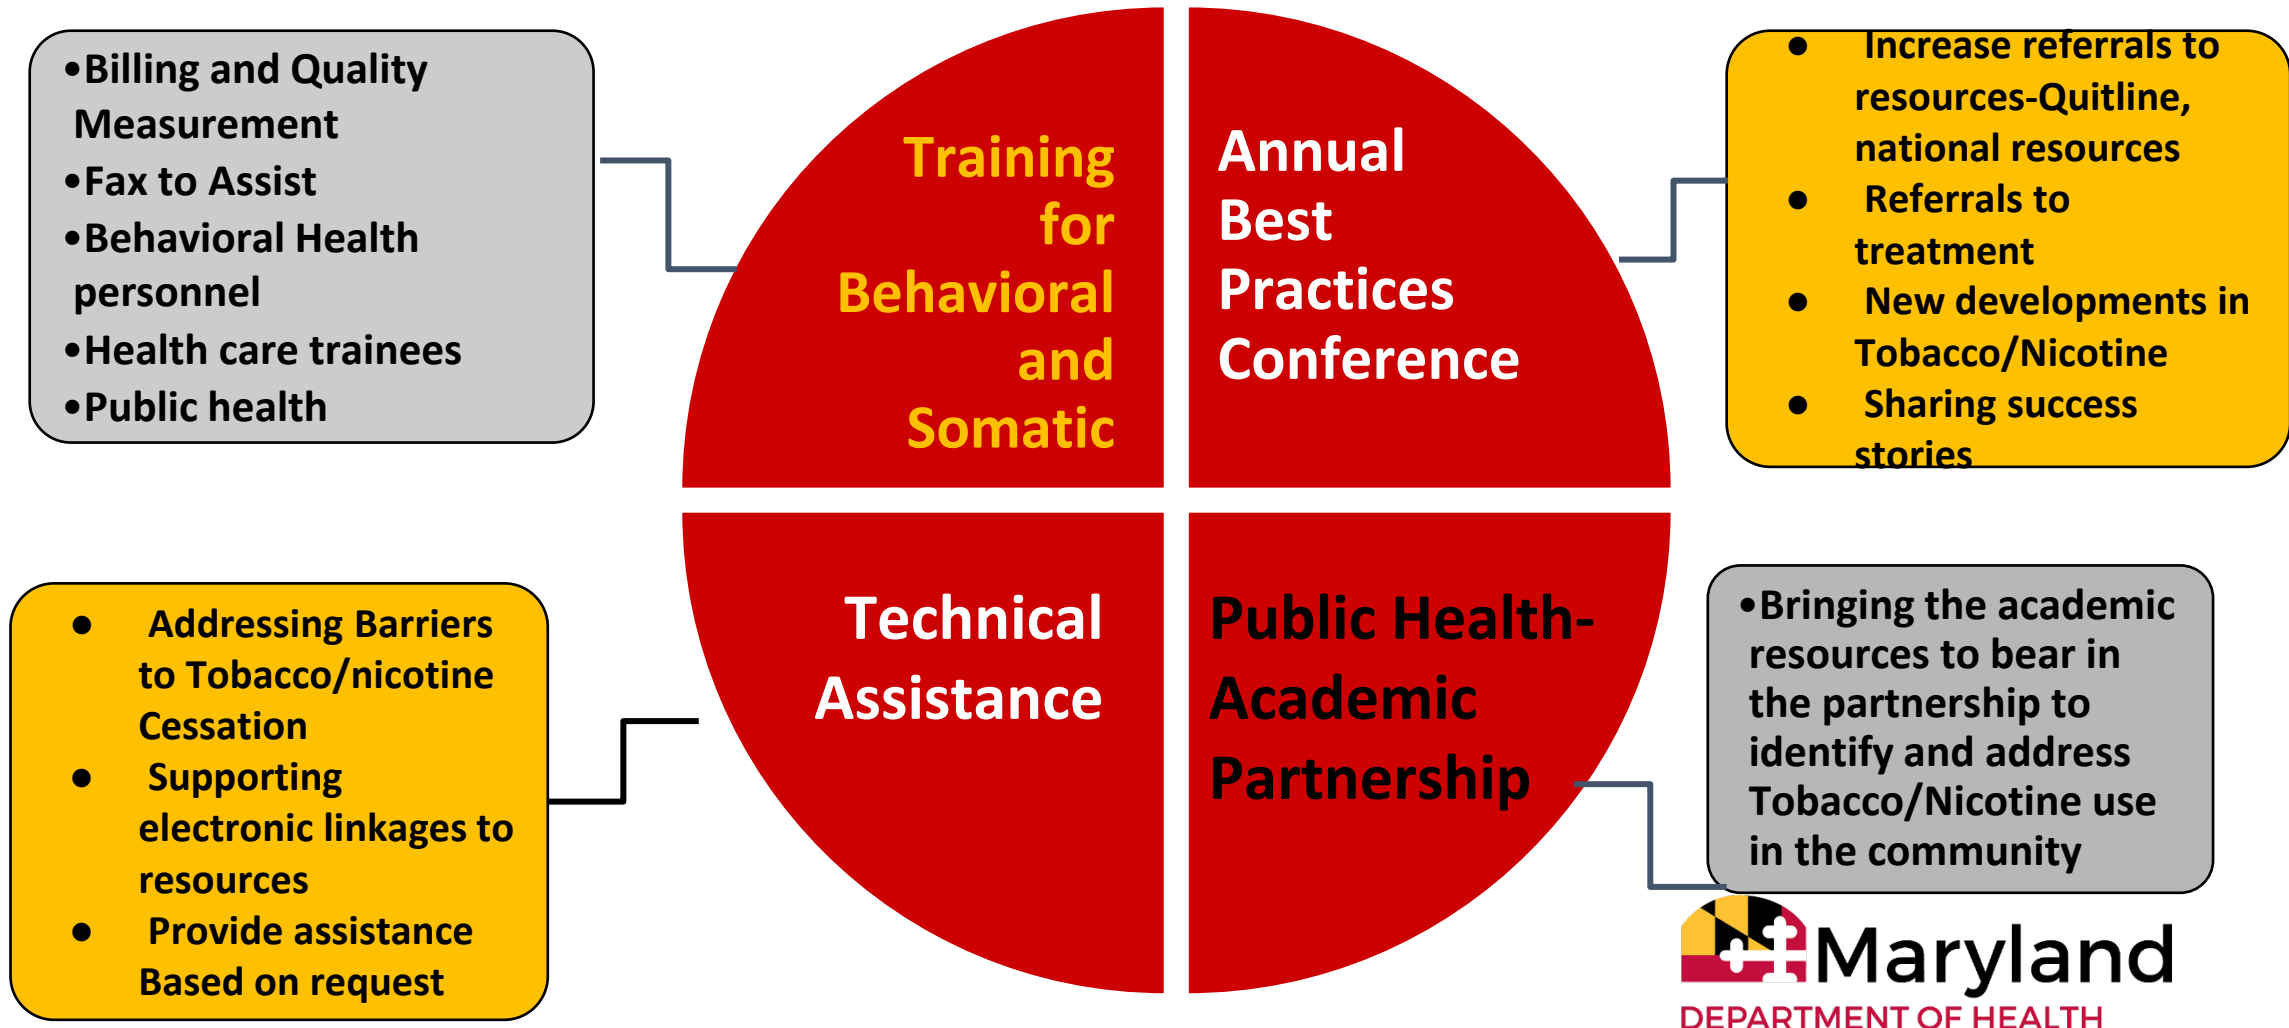 •Billing and Quality
Measurement
•Fax to Assist
•Behavioral Health
personnel
•Health care trainees
•Public health
Training
for
Behavioral
and
Somatic
Annual
Best
Practices
Conference
● Increase referrals to
resources-Quitline,
national resources
● Referrals to
treatment
● New developments in
Tobacco/Nicotine
● Sharing success
stories
● Addressing Barriers
to Tobacco/nicotine
Cessation
● Supporting
electronic linkages to
resources
● Provide assistance
Based on request
Technical
Assistance
Public Health-
Academic
Partnership
•Bringing the academic
resources to bear in
the partnership to
identify and address
Tobacco/Nicotine use
in the community
Maryland
DEPARTMENT OF HEALTH